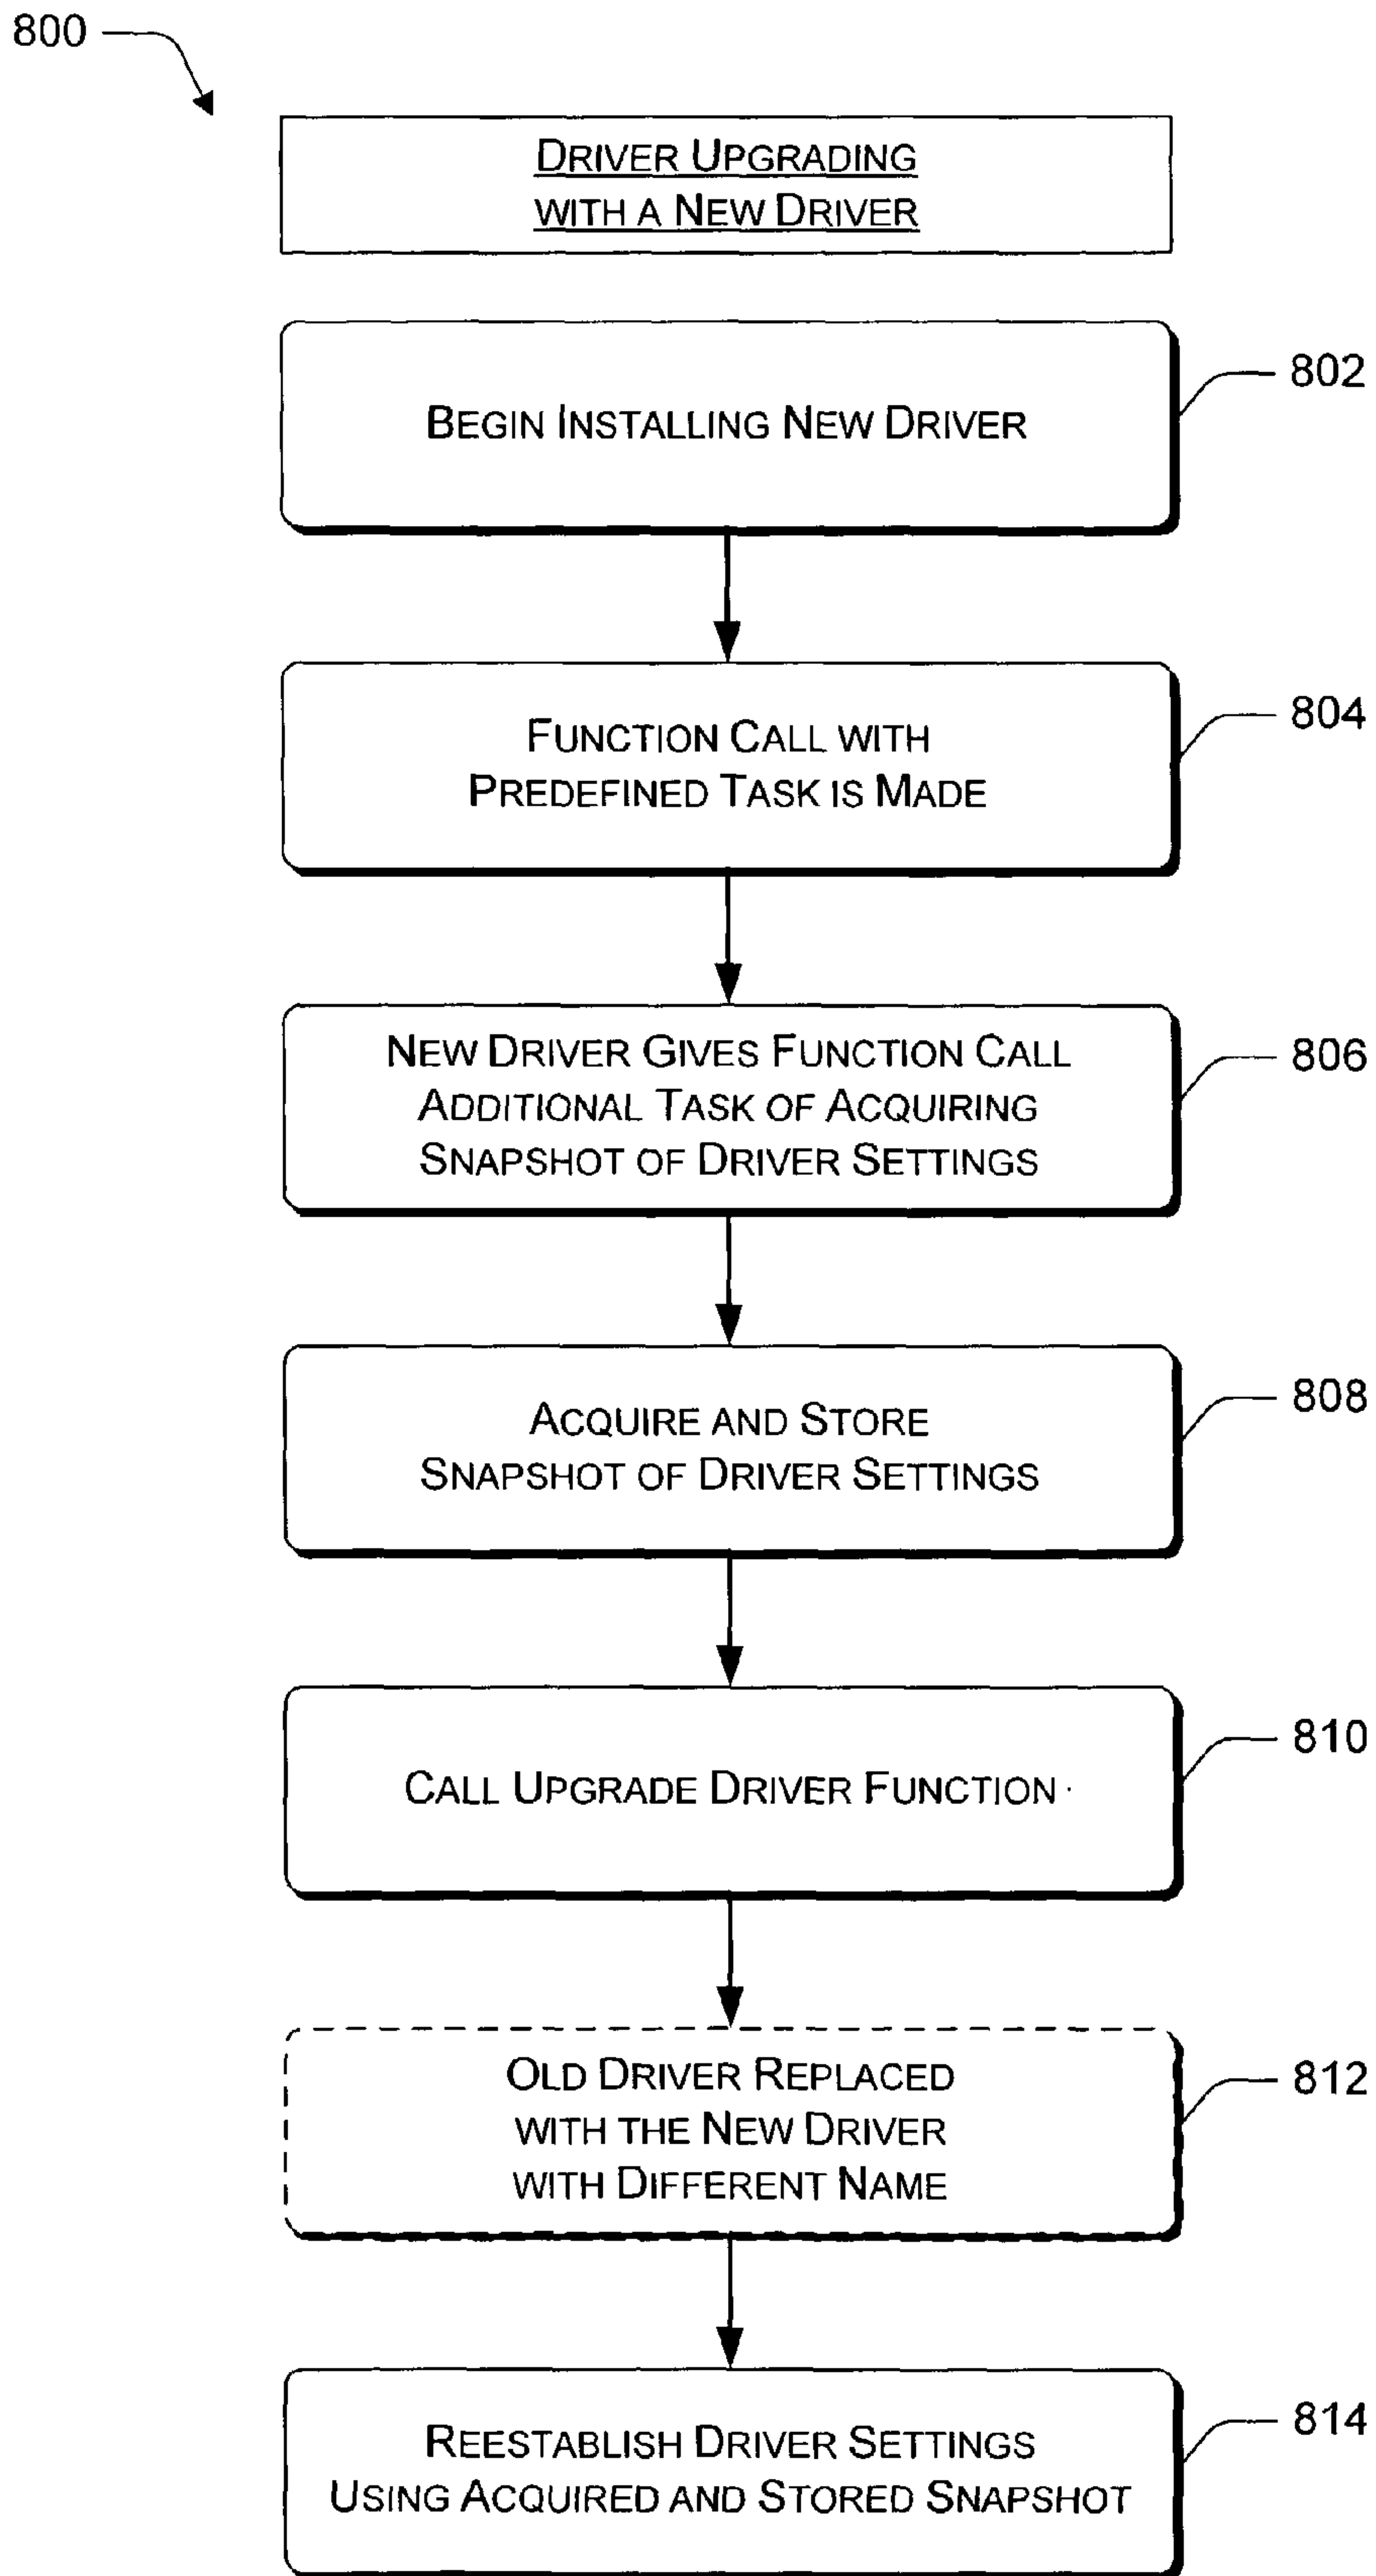 800
DRIVER UPGRADING
WITH A NEW DRIVER
BEGIN INSTALLING NEW DRIVER
802
FUNCTION CALL WITH
PREDEFINED TASK IS MADE
804
NEW DRIVER GIVES FUNCTION CALL
ADDITIONAL TASK OF ACQUIRING
SNAPSHOT OF DRIVER SETTINGS
806
ACQUIRE AND STORE
SNAPSHOT OF DRIVER SETTINGS
808
CALL UPGRADE DRIVER FUNCTION
810
OLD DRIVER REPLACED
WITH THE NEW DRIVER
WITH DIFFERENT NAME
812
REESTABLISH DRIVER SETTINGS
USING ACQUIRED AND STORED SNAPSHOT
814